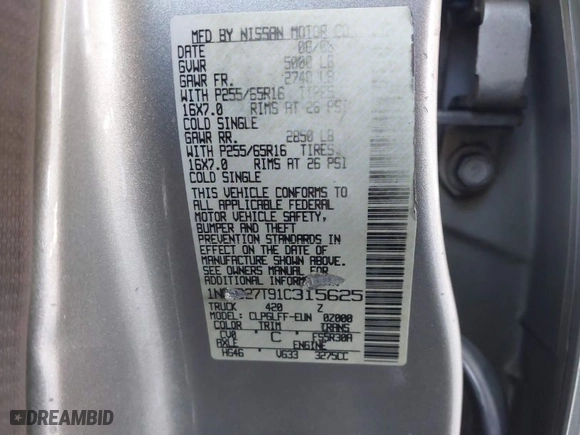 MFD BY NISSAN MOTOR CO.
DATE
GVWR 5000 LB
GAWR FR. 2740 LB
WITH P255/65R16 TIRES
16X7.0 RIMS AT 26 PSI
COLD SINGLE
GAWR RR. 2850 LB
WITH P255/65R16 TIRES,
16X7.0 RIMS AT 26 PSI
COLD SINGLE
THIS VEHICLE CONFORMS TO
ALL APPLICABLE FEDERAL
MOTOR VEHICLE SAFETY,
BUMPER AND THEFT
PREVENTION STANDARDS IN
EFFECT ON THE DATE OF
MANUFACTURE SHOWN ABOVE.
SEE OWNERS MANUAL FOR
ADDITIONAL
TRUCK 420 Z
MODEL: CLPGLFF-EUN 0Z000
COLOR TRIM TRANS
CV0 C FS5R30A
AXLE ENGINE
HG46 VG33 3275CC
DREAMBID